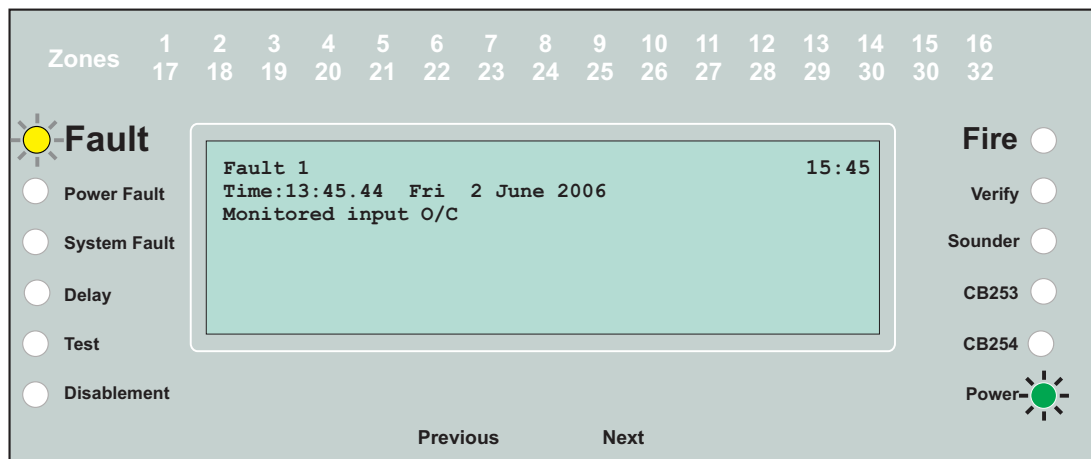 Zones 1 2 3 4 5 6 7 8 9 10 11 12 13 14 15 16
17 18 19 20 21 22 23 24 25 26 27 28 29 30 30 32
Fault
Power Fault
System Fault
Delay
Test
Disablement
Fault 1 15:45
Time:13:45.44 Fri 2 June 2006
Monitored input O/C
Fire
Verify
Sounder
CB253
CB254
Power
Previous Next